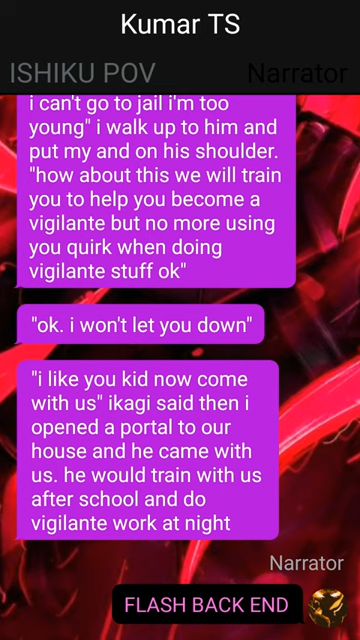 Kumar TS
ISHIKU POV
Narrator
i can't go to jail i'm too
young" i walk up to him and
put my and on his shoulder.
"how about this we will train
you to help you become a
vigilante but no more using
you quirk when doing
vigilante stuff ok"
"ok. i won't let you down"
"i like you kid now come
with us" ikagi said then i
opened a portal to our
house and he came with
us. he would train with us
after school and do
vigilante work at night
Narrator
FLASH BACK END